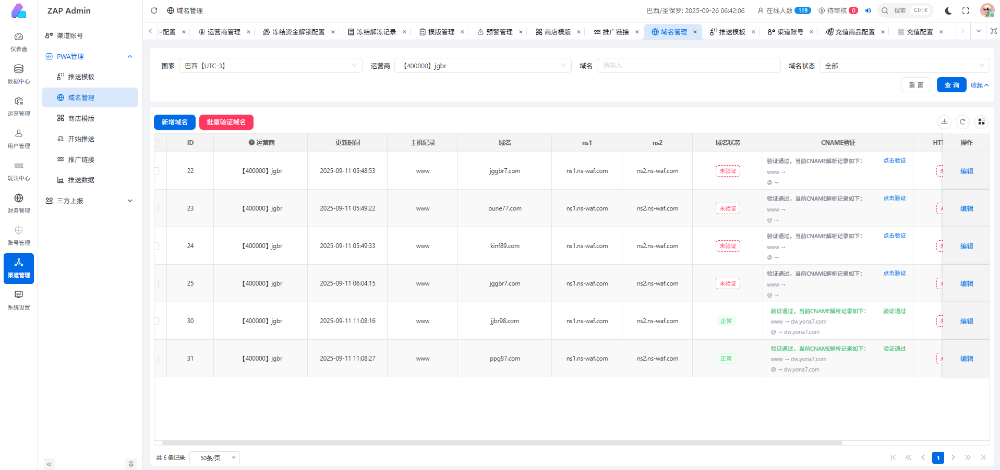 ZAP Admin
域名管理
巴西/圣保罗: 2025-09-26 06:42:06
在线人数 119
待审核 0
搜索 Ctrl K
仪表盘
数据中心
运营管理
用户管理
玩法中心
财务管理
账号管理
渠道管理
系统设置
渠道账号
PWA管理
推送模板
域名管理
商店模版
开始推送
推广链接
推送数据
三方上报
配置 ×
运营商管理 ×
冻结资金解锁配置 ×
冻结解冻记录 ×
模版管理 ×
预警管理 ×
商店模版 ×
推广链接 ×
域名管理 ×
推送模板 ×
渠道账号 ×
充值商品配置 ×
充值配置 ×
国家 巴西【UTC-3】
运营商 【400000】jgbr
域名 请输入
域名状态 全部
重 置
查 询
收起
新增域名
批量验证域名
ID 运营商 更新时间 主机记录 域名 ns1 ns2 域名状态 CNAME验证 HTT 操作
22 【400000】jgbr 2025-09-11 05:48:53 www jggbr7.com ns1.ns-waf.com ns2.ns-waf.com 未验证 验证通过，当前CNAME解析记录如下： 点击验证 编辑
www →
@ →
23 【400000】jgbr 2025-09-11 05:49:22 www oune77.com ns1.ns-waf.com ns2.ns-waf.com 未验证 验证通过，当前CNAME解析记录如下： 点击验证 编辑
www →
@ →
24 【400000】jgbr 2025-09-11 05:49:33 www kinf89.com ns1.ns-waf.com ns2.ns-waf.com 未验证 验证通过，当前CNAME解析记录如下： 点击验证 编辑
www →
@ →
25 【400000】jgbr 2025-09-11 06:04:15 www jggbr7.com ns1.ns-waf.com ns2.ns-waf.com 未验证 验证通过，当前CNAME解析记录如下： 点击验证 编辑
www →
@ →
30 【400000】jgbr 2025-09-11 11:08:16 www jjbr98.com ns1.ns-waf.com ns2.ns-waf.com 正常 验证通过，当前CNAME解析记录如下： 验证通过 编辑
www → dw.yona7.com
@ → dw.yona7.com
31 【400000】jgbr 2025-09-11 11:08:27 www ppg87.com ns1.ns-waf.com ns2.ns-waf.com 正常 验证通过，当前CNAME解析记录如下： 验证通过 编辑
www → dw.yona7.com
@ → dw.yona7.com
共 6 条记录
50条/页
1